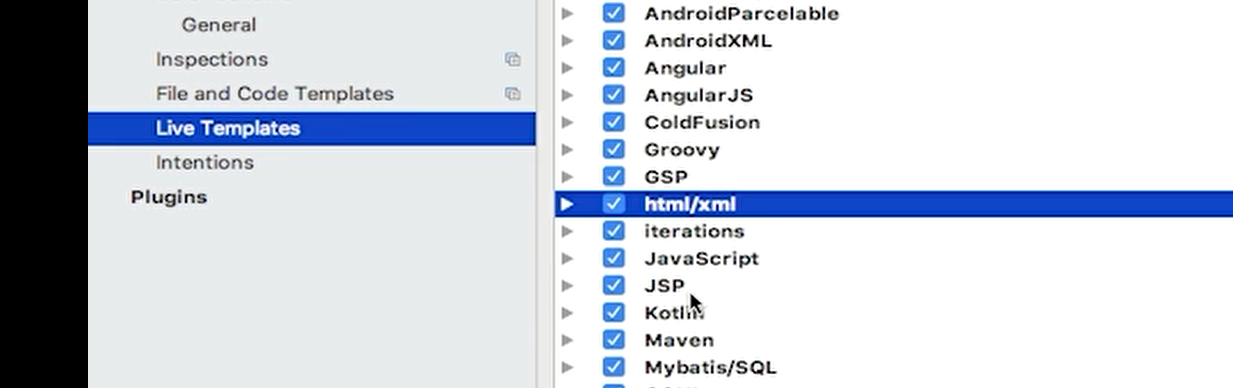 General
Inspections
File and Code Templates
Live Templates
Intentions
Plugins
AndroidParcelable
AndroidXML
Angular
AngularJS
ColdFusion
Groovy
GSP
html/xml
iterations
JavaScript
JSP
Kotlin
Maven
Mybatis/SQL